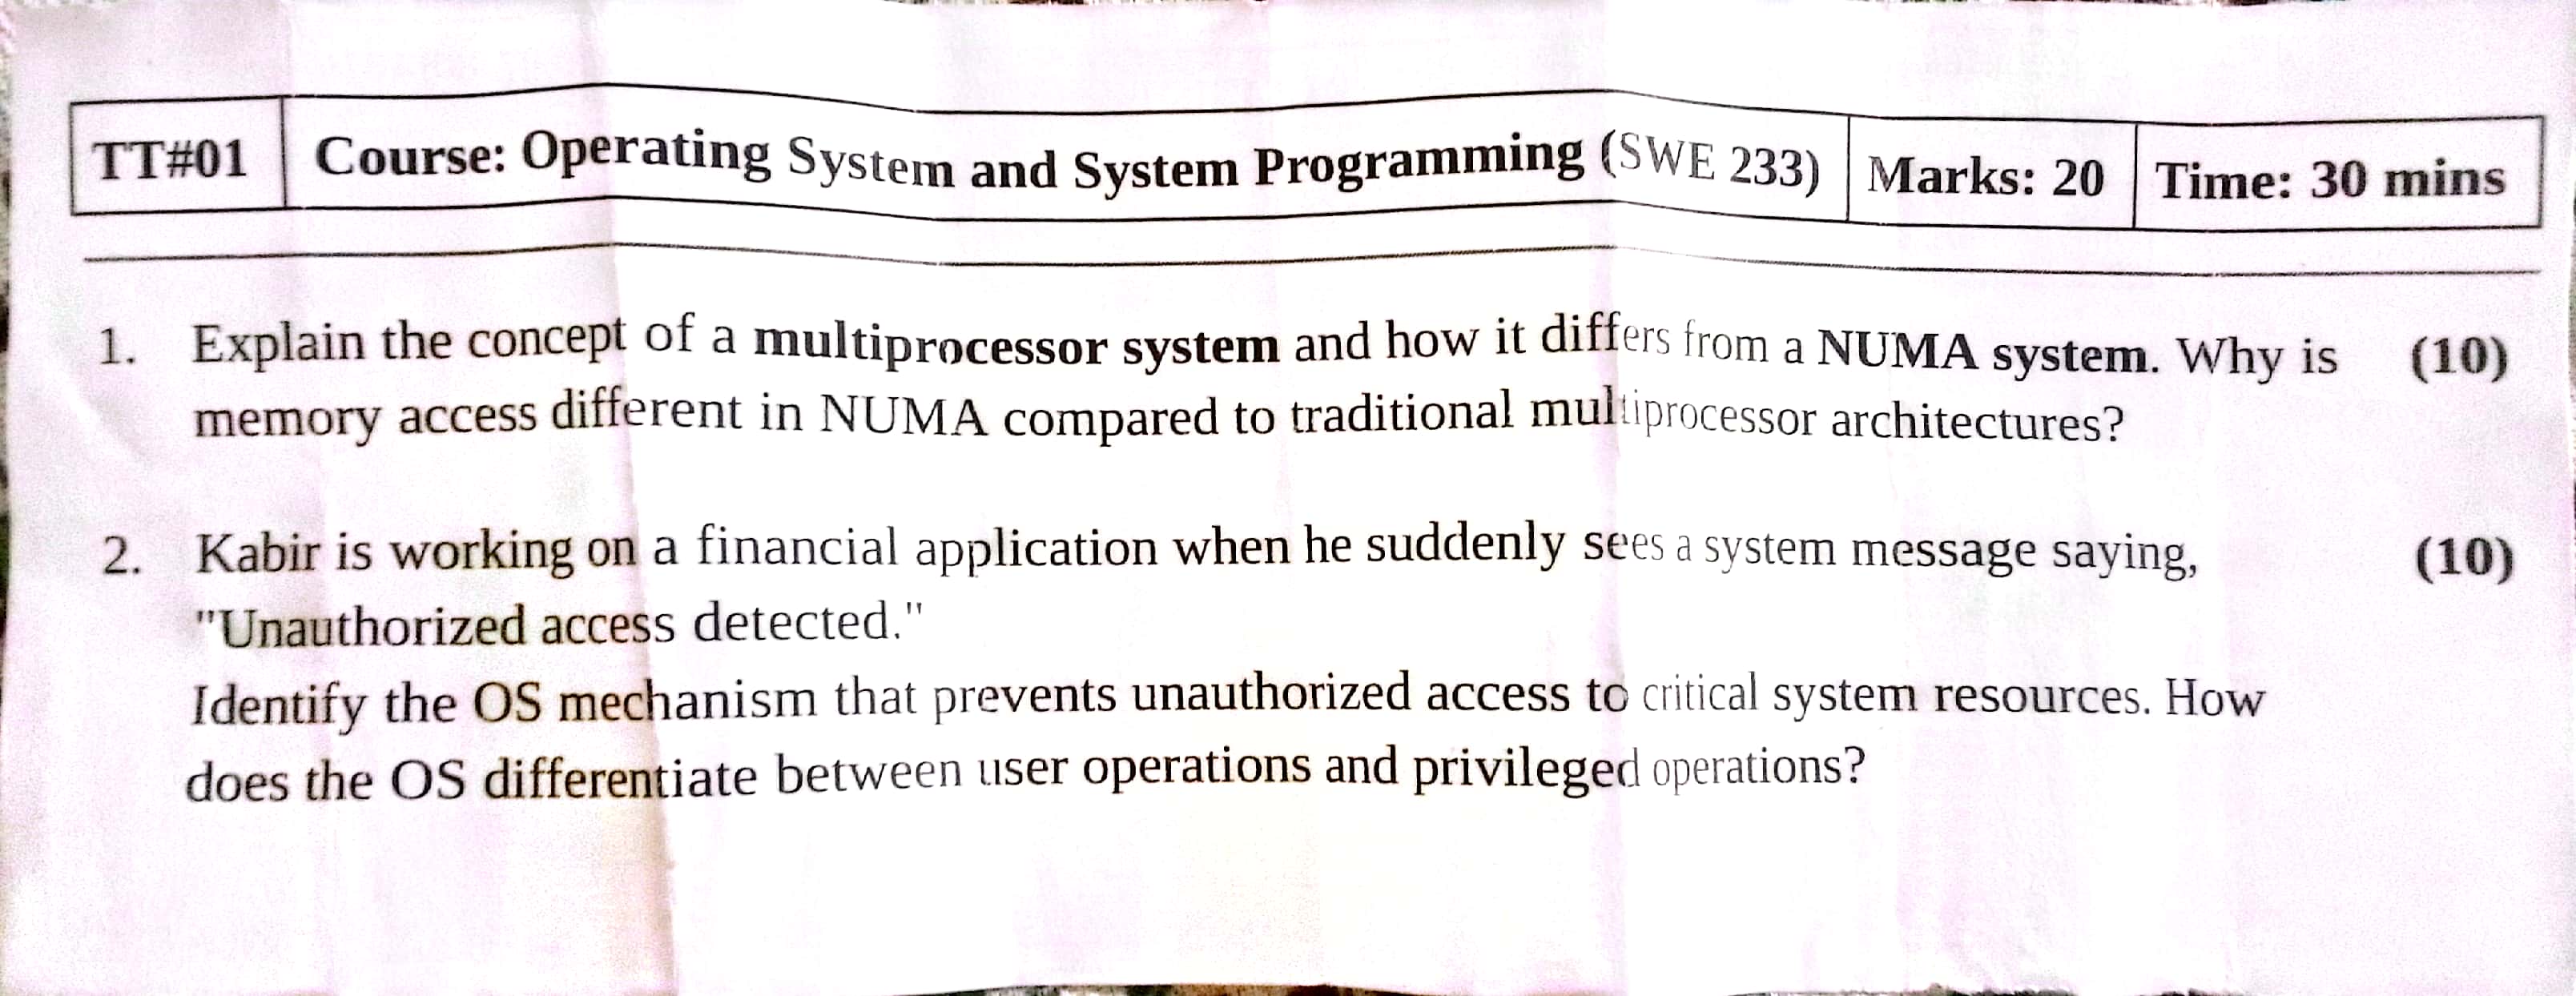 TT#01 Course: Operating System and System Programming (SWE 233) Marks: 20 Time: 30 mins
1. Explain the concept of a multiprocessor system and how it differs from a NUMA system. Why is (10)
memory access different in NUMA compared to traditional multiprocessor architectures?
2. Kabir is working on a financial application when he suddenly sees a system message saying, (10)
"Unauthorized access detected."
Identify the OS mechanism that prevents unauthorized access to critical system resources. How
does the OS differentiate between user operations and privileged operations?